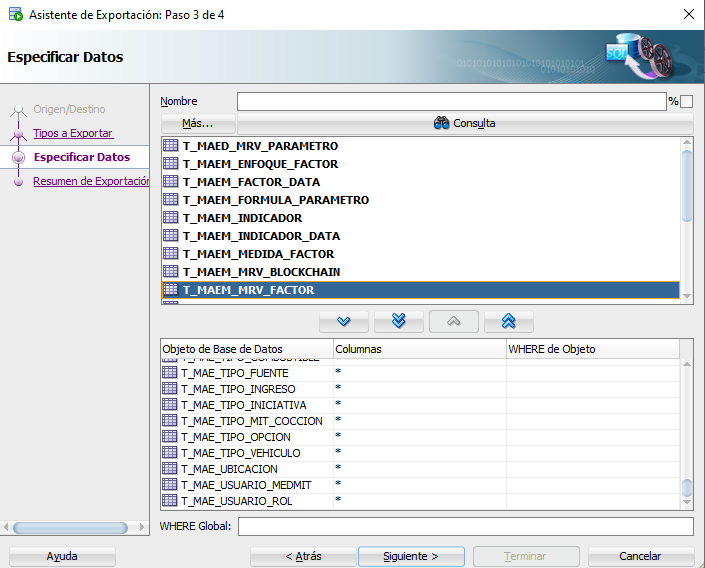 Asistente de Exportación: Paso 3 de 4
Especificar Datos
Origen/Destino
Tipos a Exportar
Especificar Datos
Resumen de Exportación
Nombre
%
Más...
Consulta
T_MAED_MRV_PARAMETRO
T_MAEM_ENFOQUE_FACTOR
T_MAEM_FACTOR_DATA
T_MAEM_FORMULA_PARAMETRO
T_MAEM_INDICADOR
T_MAEM_INDICADOR_DATA
T_MAEM_MEDIDA_FACTOR
T_MAEM_MRV_BLOCKCHAIN
T_MAEM_MRV_FACTOR
Objeto de Base de Datos Columnas WHERE de Objeto
T_MAE_TIPO_COMBUSTIBLE
T_MAE_TIPO_FUENTE *
T_MAE_TIPO_INGRESO *
T_MAE_TIPO_INICIATIVA *
T_MAE_TIPO_MIT_COCCION *
T_MAE_TIPO_OPCION *
T_MAE_TIPO_VEHICULO *
T_MAE_UBICACION *
T_MAE_USUARIO_MEDMIT *
T_MAE_USUARIO_ROL *
WHERE Global:
Ayuda
< Atrás
Siguiente >
Terminar
Cancelar